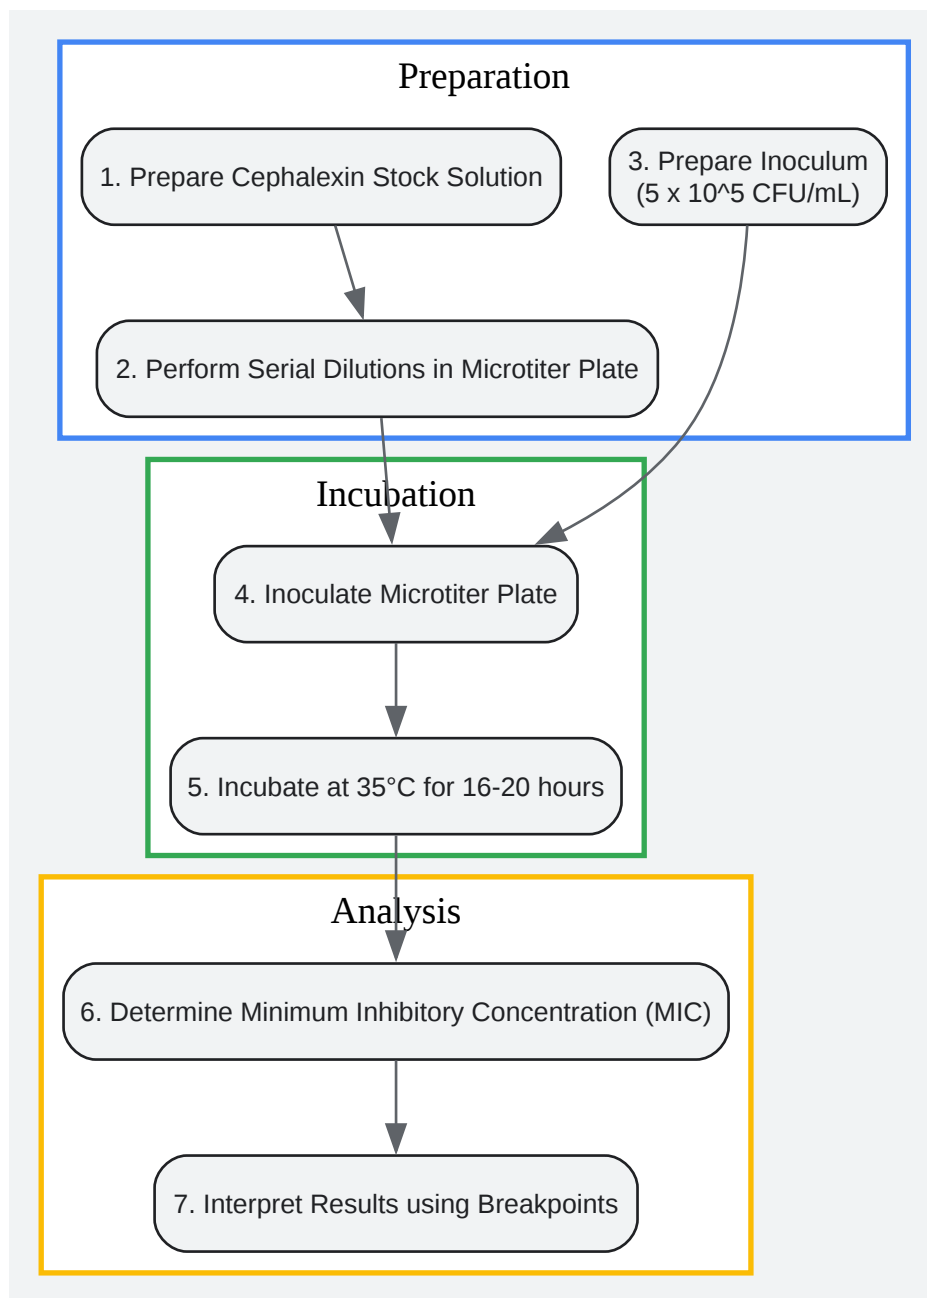 Preparation
1. Prepare Cephalexin Stock Solution
3. Prepare Inoculum
(5 x 10^5 CFU/mL)
2. Perform Serial Dilutions in Microtiter Plate
Incubation
4. Inoculate Microtiter Plate
5. Incubate at 35°C for 16-20 hours
Analysis
6. Determine Minimum Inhibitory Concentration (MIC)
7. Interpret Results using Breakpoints